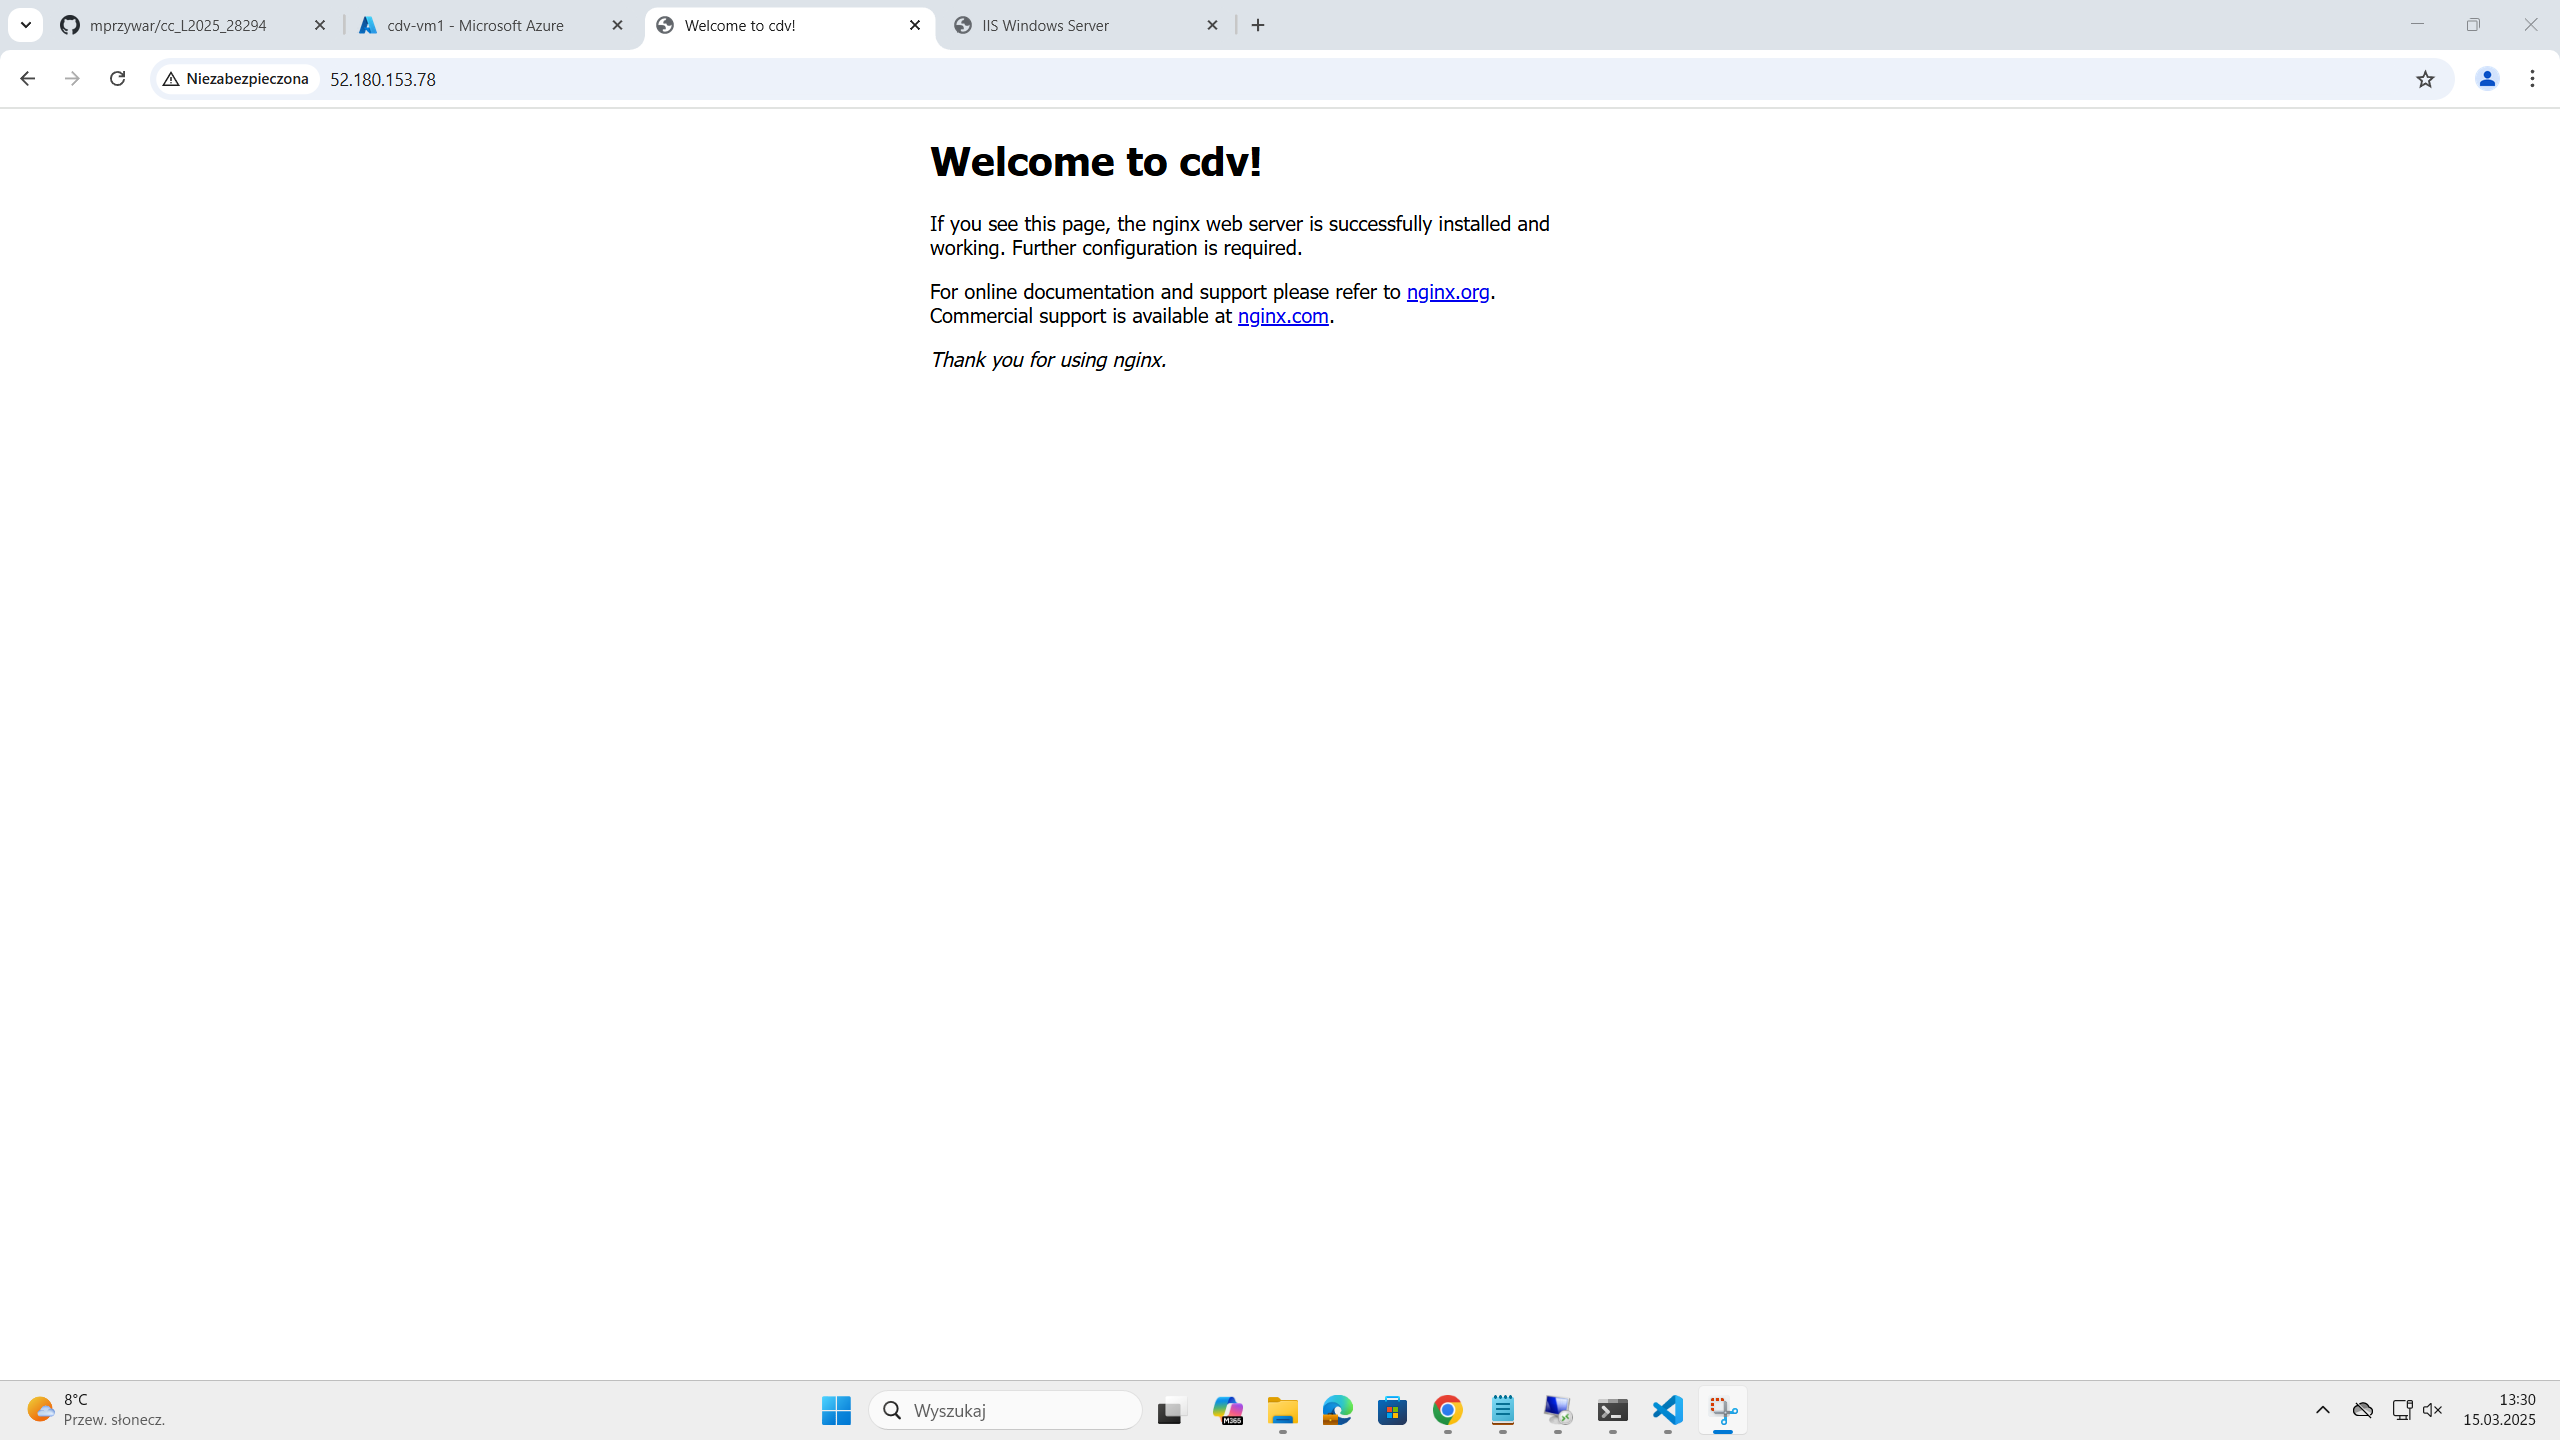 mprzywar/cc_L2025_28294
cdv-vm1 - Microsoft Azure
Welcome to cdv!
IIS Windows Server
Niezabezpieczona
52.180.153.78
Welcome to cdv!
If you see this page, the nginx web server is successfully installed and
working. Further configuration is required.
For online documentation and support please refer to nginx.org.
Commercial support is available at nginx.com.
Thank you for using nginx.
8°C
Przew. słonecz.
Wyszukaj
M365
13:30
15.03.2025